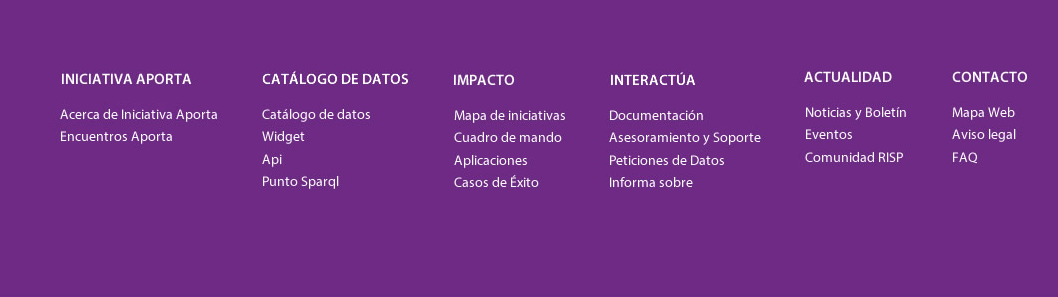 INICIATIVA APORTA
Acerca de Iniciativa Aporta
Encuentros Aporta
CATÁLOGO DE DATOS
Catálogo de datos
Widget
Api
Punto Sparql
IMPACTO
Mapa de iniciativas
Cuadro de mando
Aplicaciones
Casos de Éxito
INTERACTÚA
Documentación
Asesoramiento y Soporte
Peticiones de Datos
Informa sobre
ACTUALIDAD
Noticias y Boletín
Eventos
Comunidad RISP
CONTACTO
Mapa Web
Aviso legal
FAQ